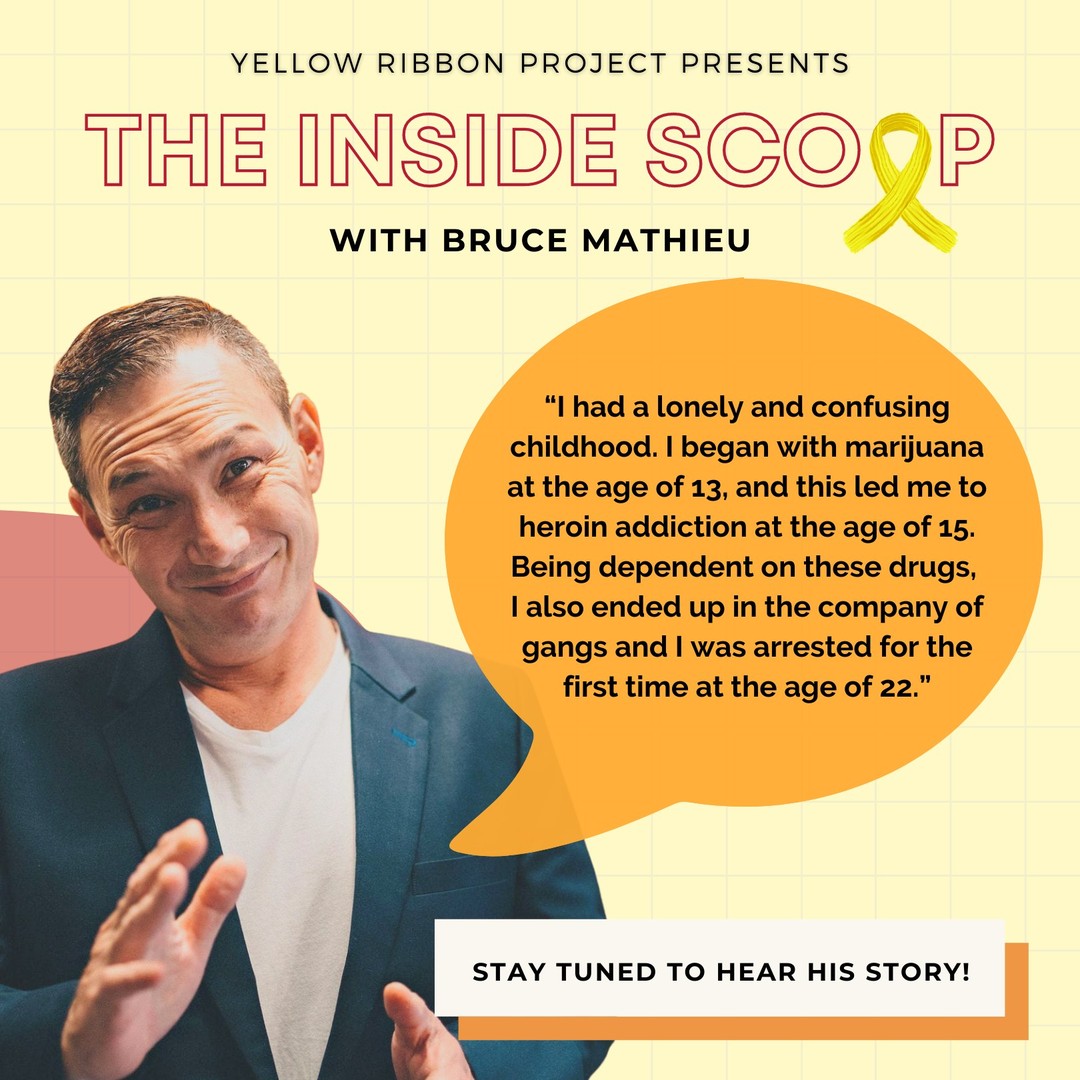 YELLOW RIBBON PROJECT PRESENTS
THE INSIDE SCOOP
WITH BRUCE MATHIEU
“I had a lonely and confusing
childhood. I began with marijuana
at the age of 13, and this led me to
heroin addiction at the age of 15.
Being dependent on these drugs,
I also ended up in the company of
gangs and I was arrested for the
first time at the age of 22.”
STAY TUNED TO HEAR HIS STORY!